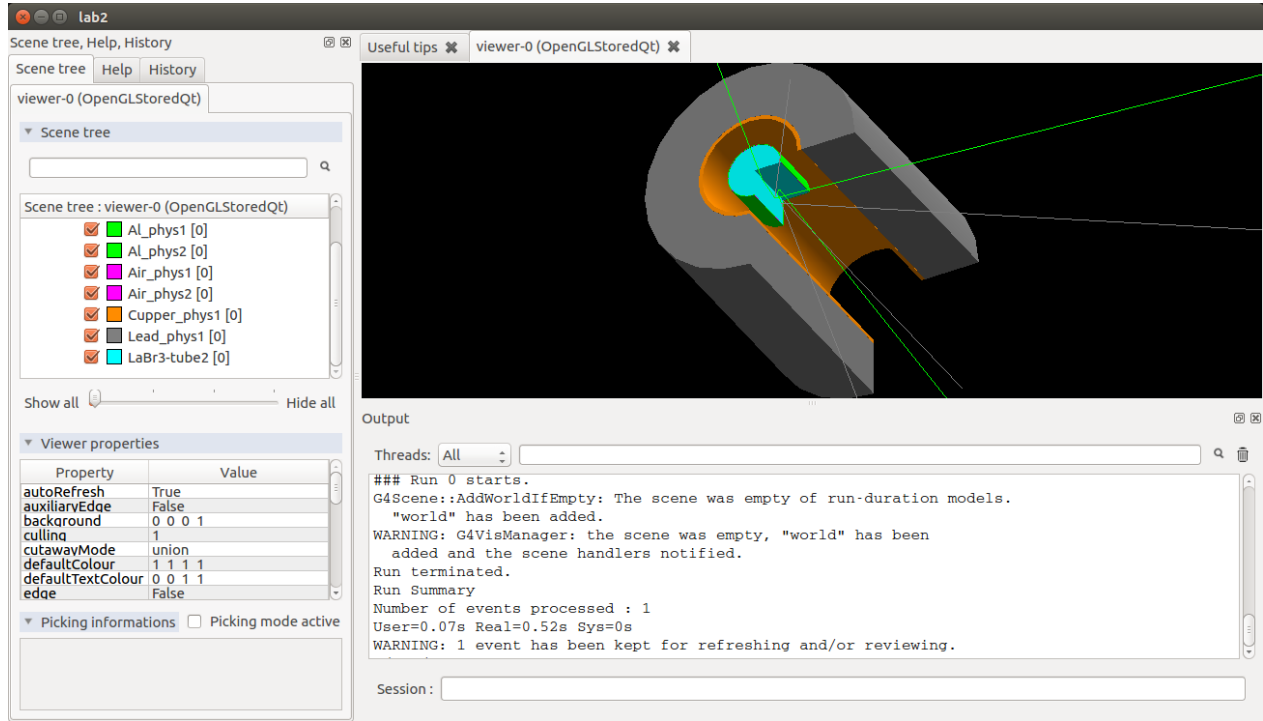 lab2
Scene tree, Help, History
Scene tree Help History
viewer-0 (OpenGLStoredQt)
Scene tree
Scene tree : viewer-0 (OpenGLStoredQt)
Al_phys1 [0]
Al_phys2 [0]
Air_phys1 [0]
Air_phys2 [0]
Cupper_phys1 [0]
Lead_phys1 [0]
LaBr3-tube2 [0]
Show all Hide all
Viewer properties
Property Value
autoRefresh True
auxiliaryEdge False
background 0 0 0 1
culling 1
cutawayMode union
defaultColour 1 1 1 1
defaultTextColour 0 0 1 1
edge False
Picking informations Picking mode active
Useful tips viewer-0 (OpenGLStoredQt)
Output
Threads: All
### Run 0 starts.
G4Scene::AddWorldIfEmpty: The scene was empty of run-duration models.
"world" has been added.
WARNING: G4VisManager: the scene was empty, "world" has been
added and the scene handlers notified.
Run terminated.
Run Summary
Number of events processed : 1
User=0.07s Real=0.52s Sys=0s
WARNING: 1 event has been kept for refreshing and/or reviewing.
Session :